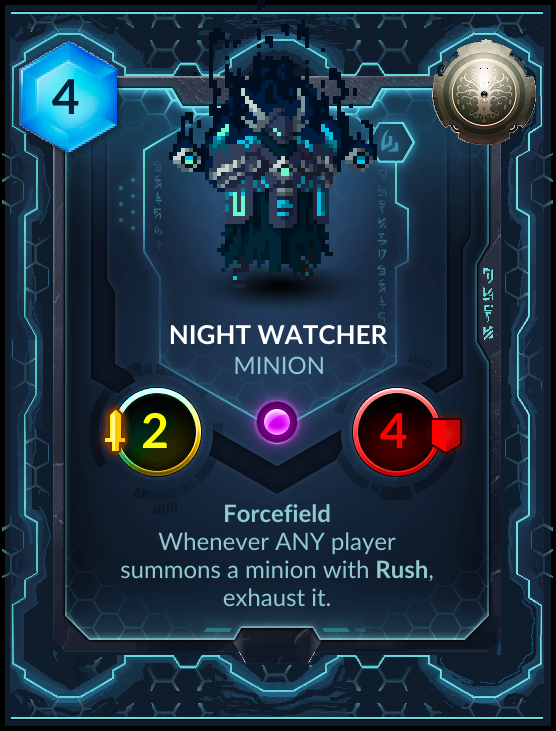 4
NIGHT WATCHER
MINION
2
4
Forcefield
Whenever ANY player
summons a minion with Rush,
exhaust it.